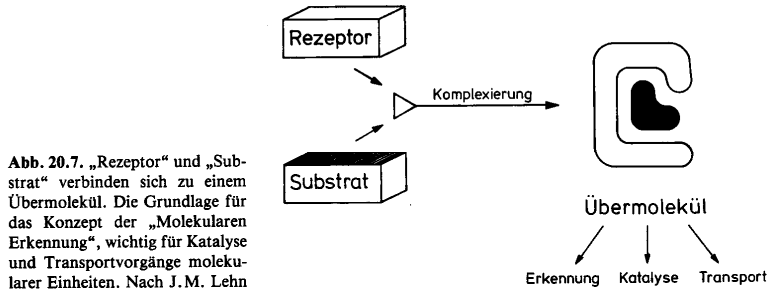 Rezeptor
Komplexierung
Substrat
Übermolekül
Erkennung Katalyse Transport
Abb. 20.7. „Rezeptor“ und „Sub-
strat“ verbinden sich zu einem
Übermolekül. Die Grundlage für
das Konzept der „Molekularen
Erkennung“, wichtig für Katalyse
und Transportvorgänge moleku-
larer Einheiten. Nach J. M. Lehn